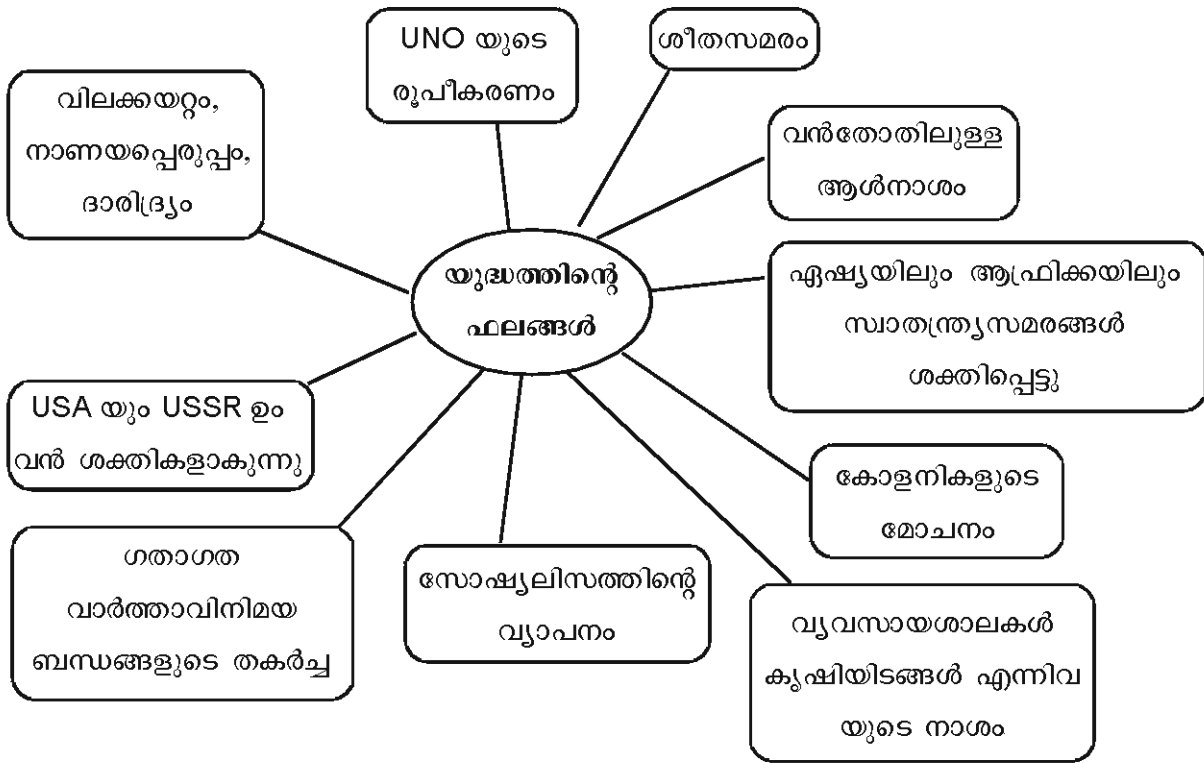 UNO യുടെ
രൂപീകരണം
ശീതസമരം
വിലക്കയറ്റം,
നാണയപ്പെരുപ്പം,
ദാരിദ്ര്യം
വൻതോതിലുള്ള
ആൾനാശം
യുദ്ധത്തിന്റെ
ഫലങ്ങൾ
ഏഷ്യയിലും ആഫ്രിക്കയിലും
സ്വാതന്ത്ര്യസമരങ്ങൾ
ശക്തിപ്പെട്ടു
USA യും USSR ഉം
വൻ ശക്തികളാകുന്നു
കോളനികളുടെ
മോചനം
ഗതാഗത
വാർത്താവിനിമയ
ബന്ധങ്ങളുടെ തകർച്ച
സോഷ്യലിസത്തിന്റെ
വ്യാപനം
വ്യവസായശാലകൾ
കൃഷിയിടങ്ങൾ എന്നിവ
യുടെ നാശം